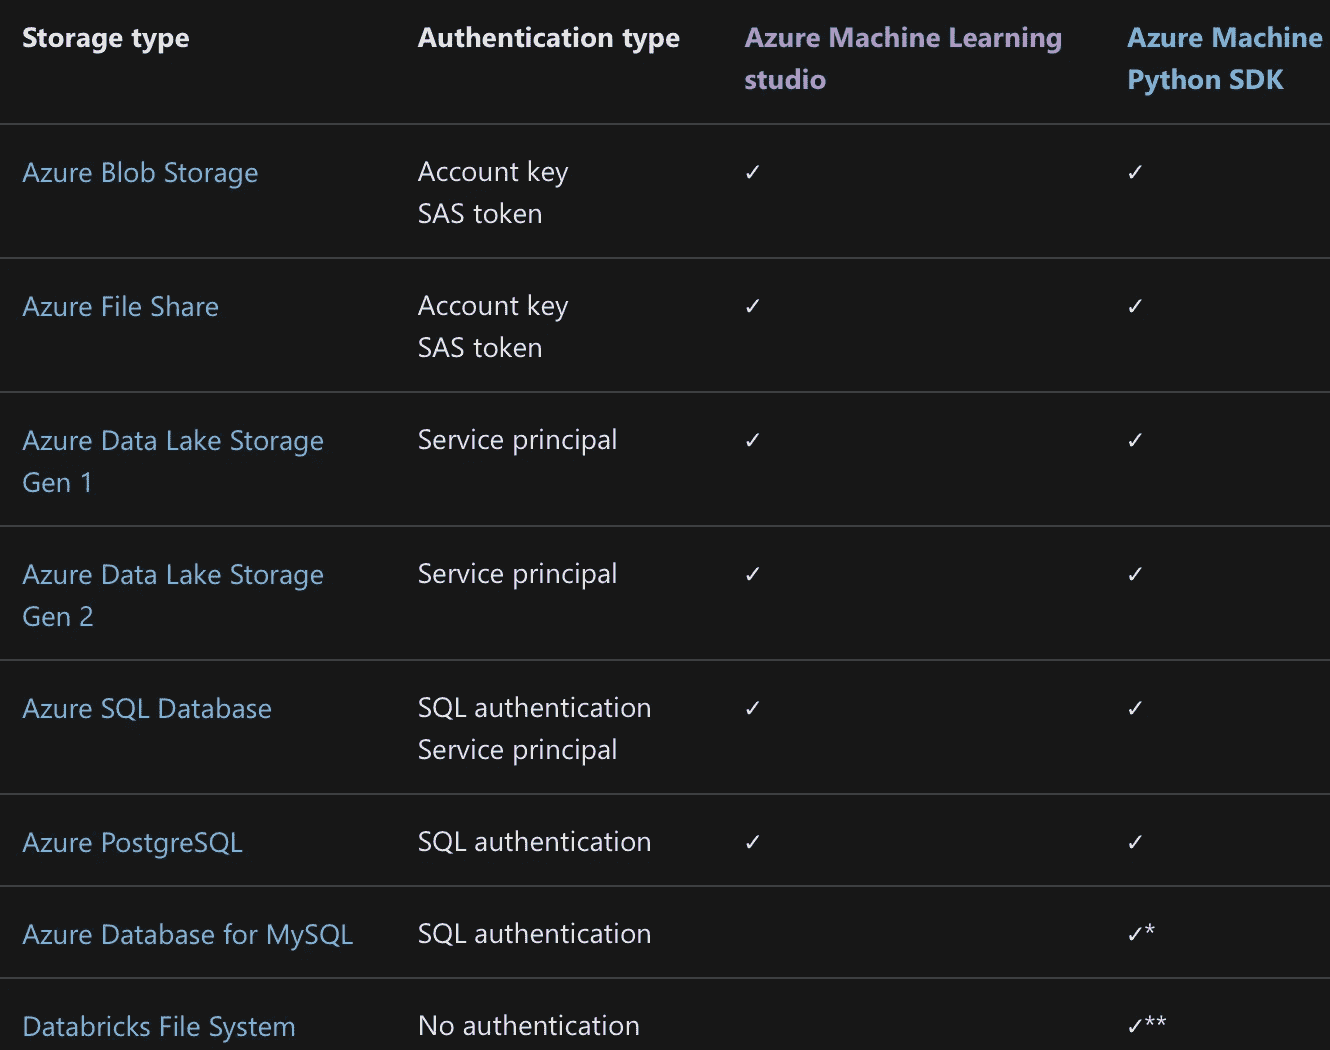 Storage type Authentication type Azure Machine Learning studio Azure Machine Python SDK
Azure Blob Storage Account key ✓ ✓
SAS token
Azure File Share Account key ✓ ✓
SAS token
Azure Data Lake Storage Service principal ✓ ✓
Gen 1
Azure Data Lake Storage Service principal ✓ ✓
Gen 2
Azure SQL Database SQL authentication ✓ ✓
Service principal
Azure PostgreSQL SQL authentication ✓ ✓
Azure Database for MySQL SQL authentication ✓*
Databricks File System No authentication ✓**